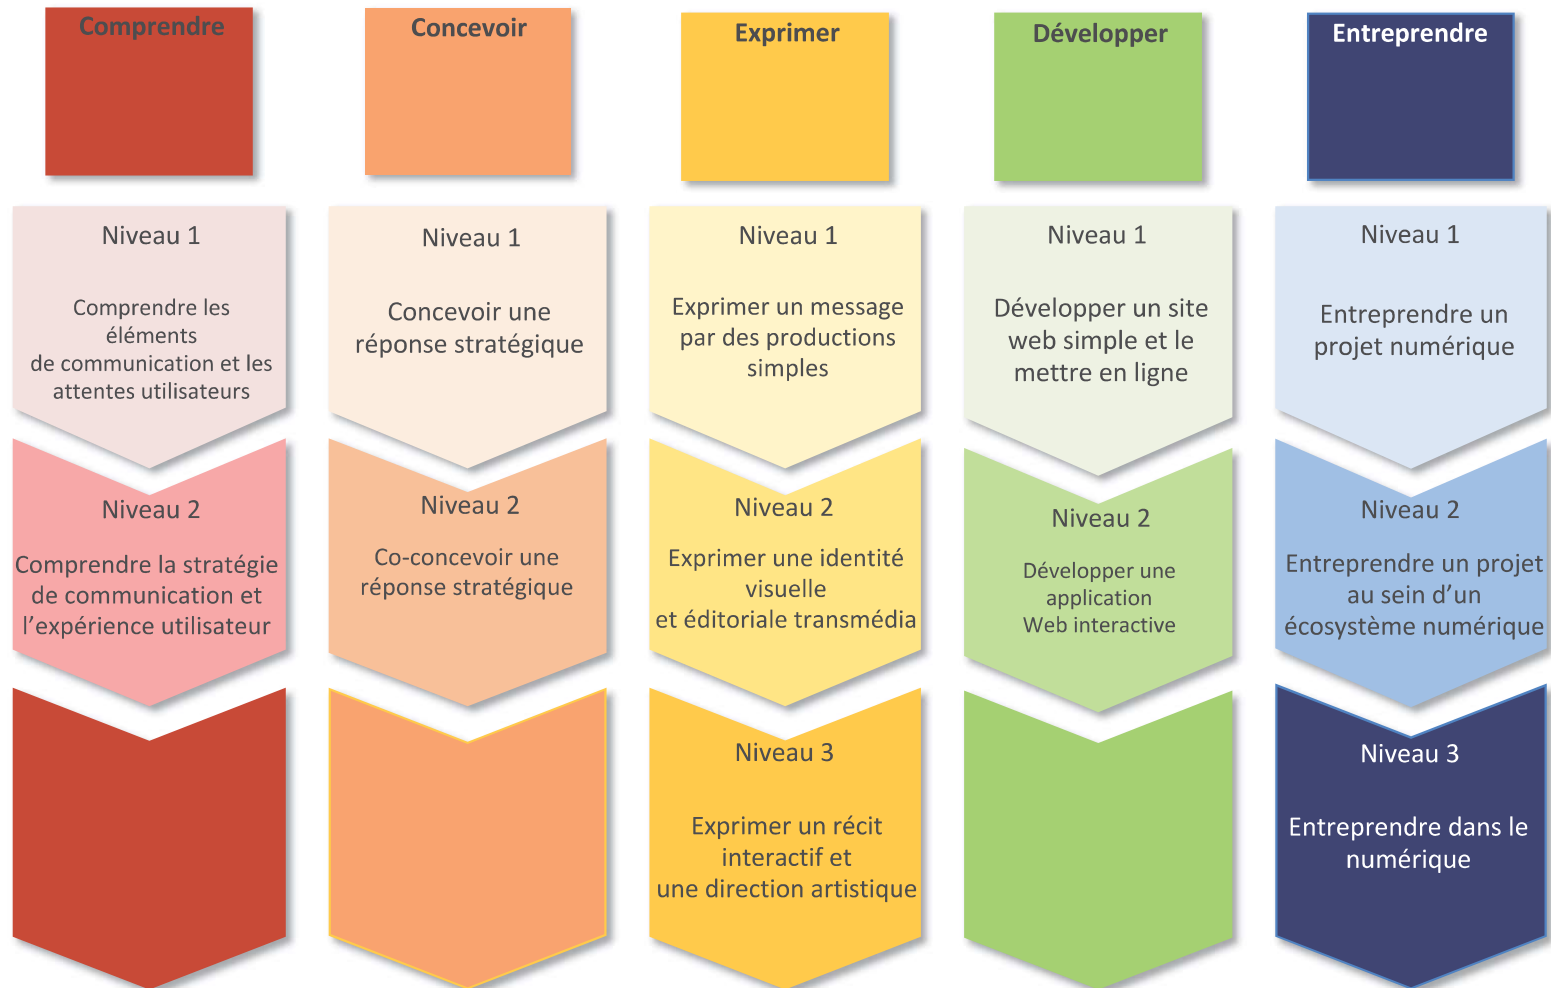 Comprendre
Concevoir
Exprimer
Développer
Entreprendre
Niveau 1
Comprendre les
éléments
de communication et les
attentes utilisateurs
Niveau 1
Concevoir une
réponse stratégique
Niveau 1
Exprimer un message
par des productions
simples
Niveau 1
Développer un site
web simple et le
mettre en ligne
Niveau 1
Entreprendre un
projet numérique
Niveau 2
Comprendre la stratégie
de communication et
l’expérience utilisateur
Niveau 2
Co-concevoir une
réponse stratégique
Niveau 2
Exprimer une identité
visuelle
et éditoriale transmédia
Niveau 2
Développer une
application
Web interactive
Niveau 2
Entreprendre un projet
au sein d’un
écosystème numérique
Niveau 3
Exprimer un récit
interactif et
une direction artistique
Niveau 3
Entreprendre dans le
numérique